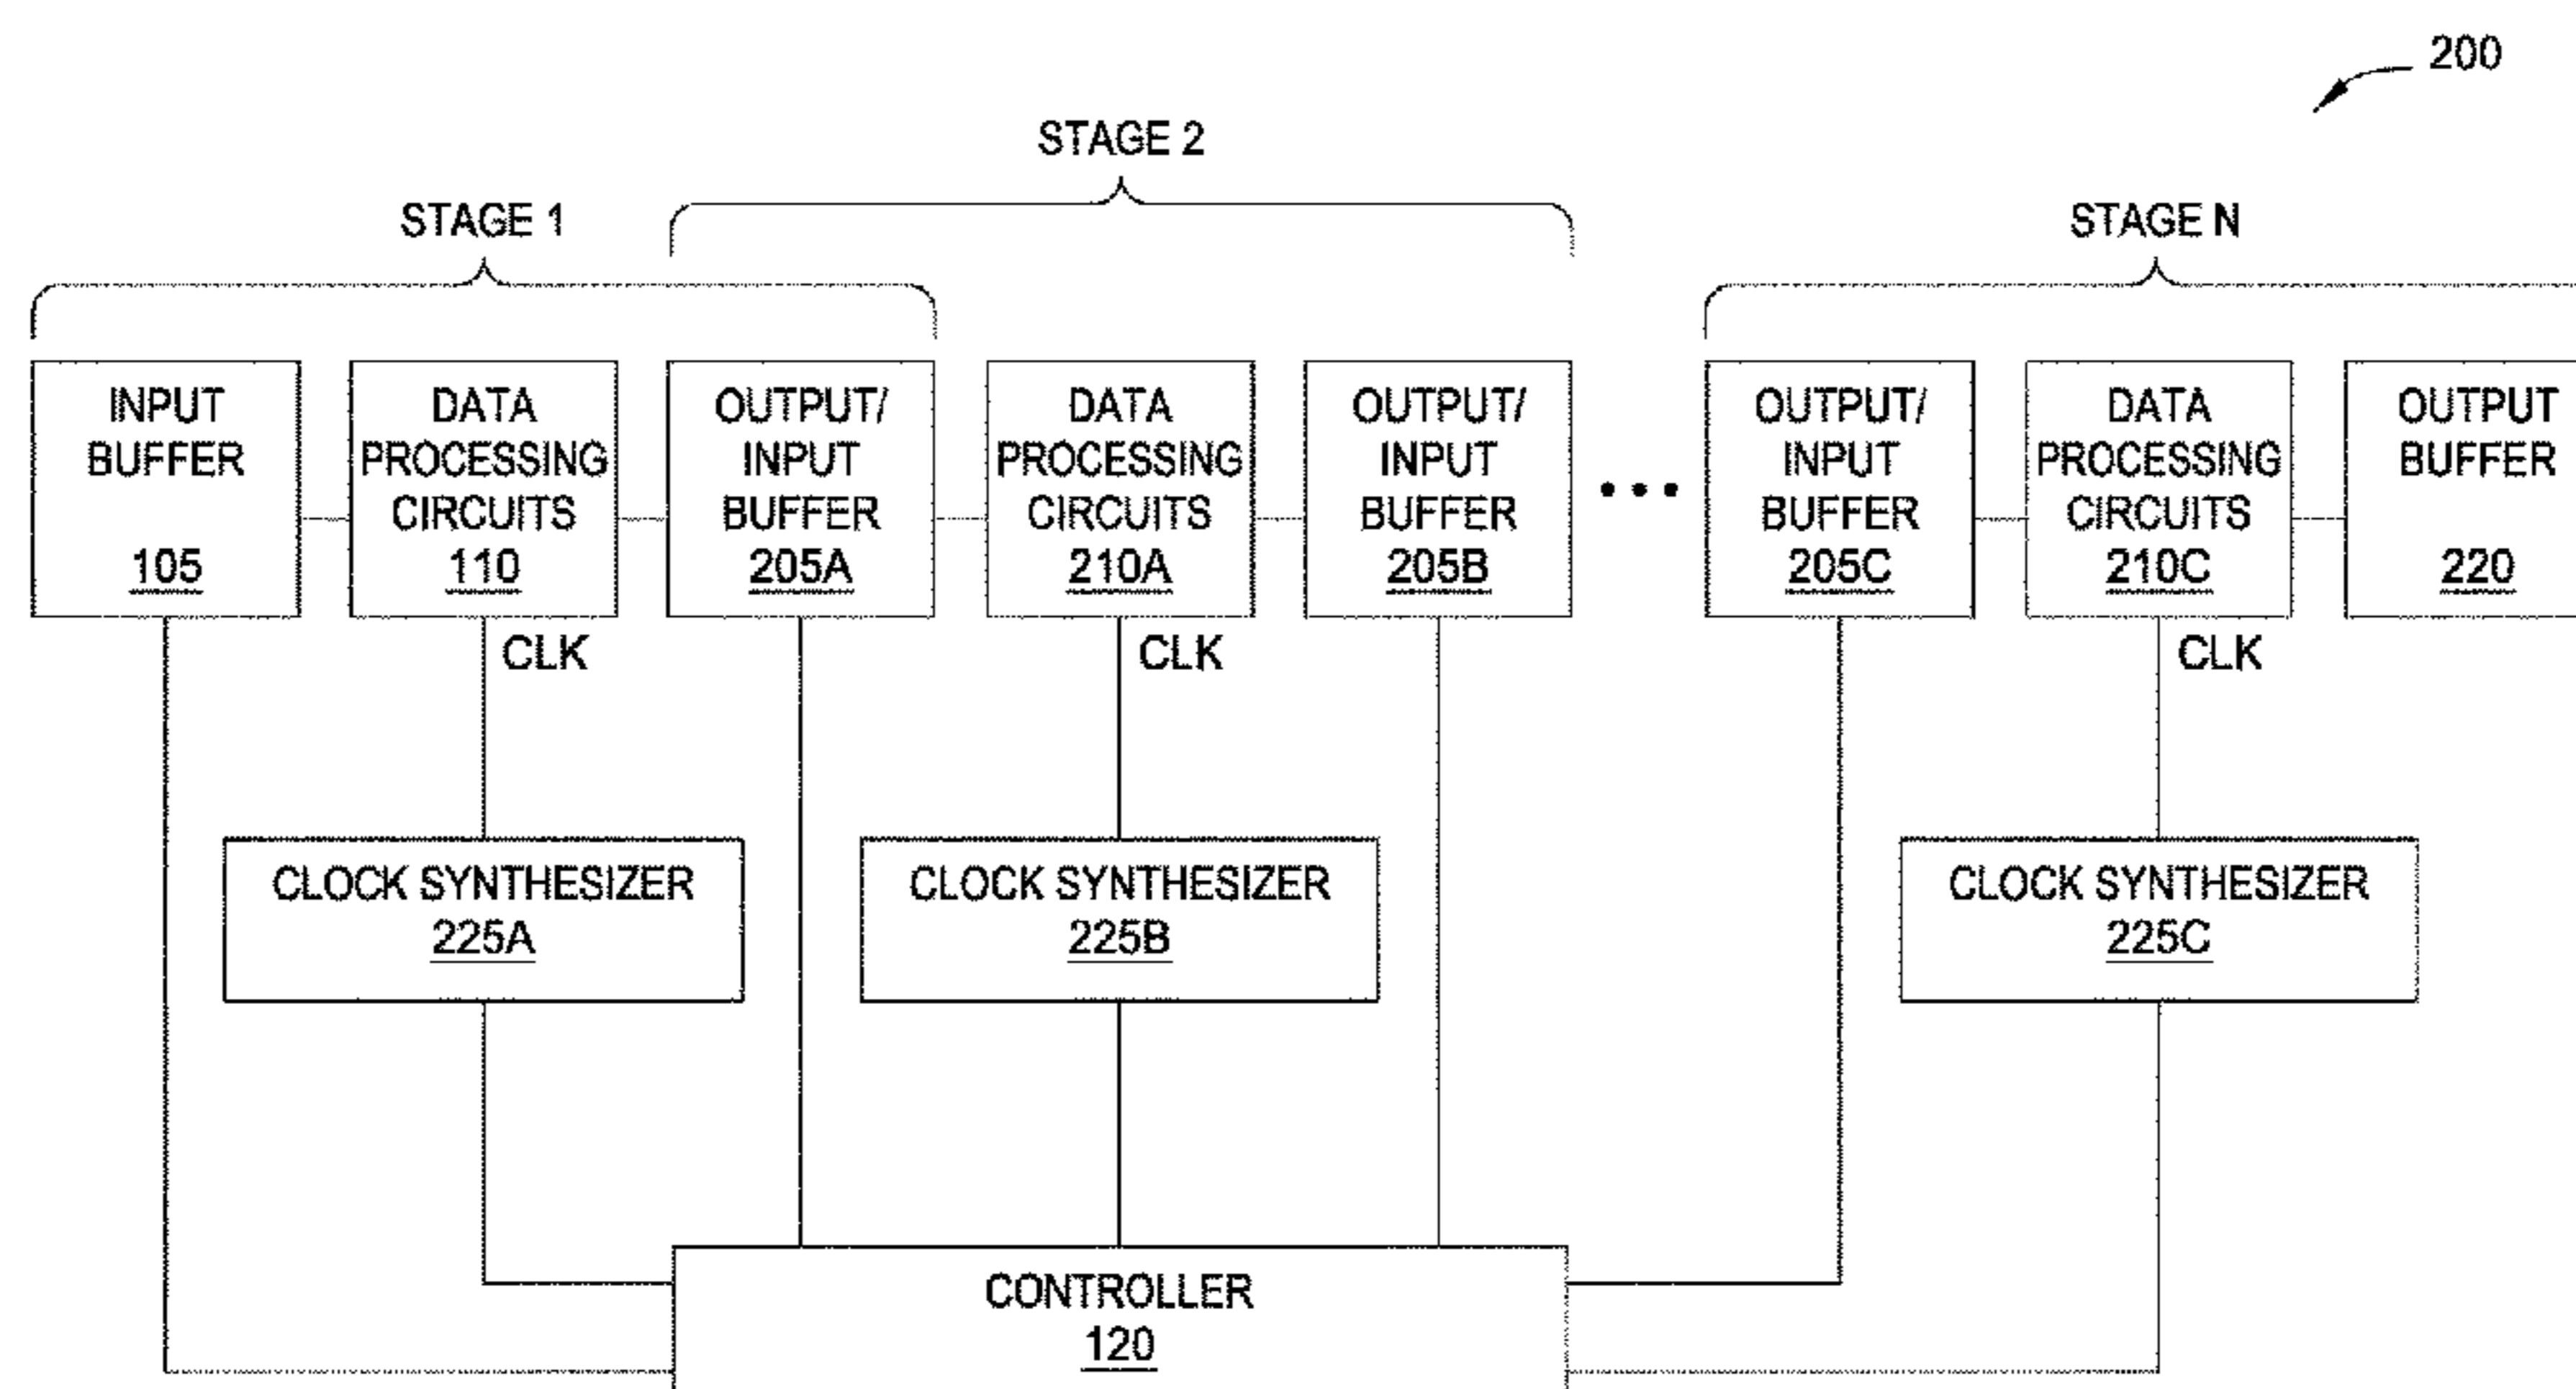 200
STAGE 2
STAGE 1
STAGE N
INPUT
BUFFER
105
DATA
PROCESSING
CIRCUITS
110
OUTPUT/
INPUT
BUFFER
205A
DATA
PROCESSING
CIRCUITS
210A
OUTPUT/
INPUT
BUFFER
205B
OUTPUT/
INPUT
BUFFER
205C
DATA
PROCESSING
CIRCUITS
210C
OUTPUT
BUFFER
220
CLK
CLK
CLK
CLOCK SYNTHESIZER
225A
CLOCK SYNTHESIZER
225B
CLOCK SYNTHESIZER
225C
CONTROLLER
120